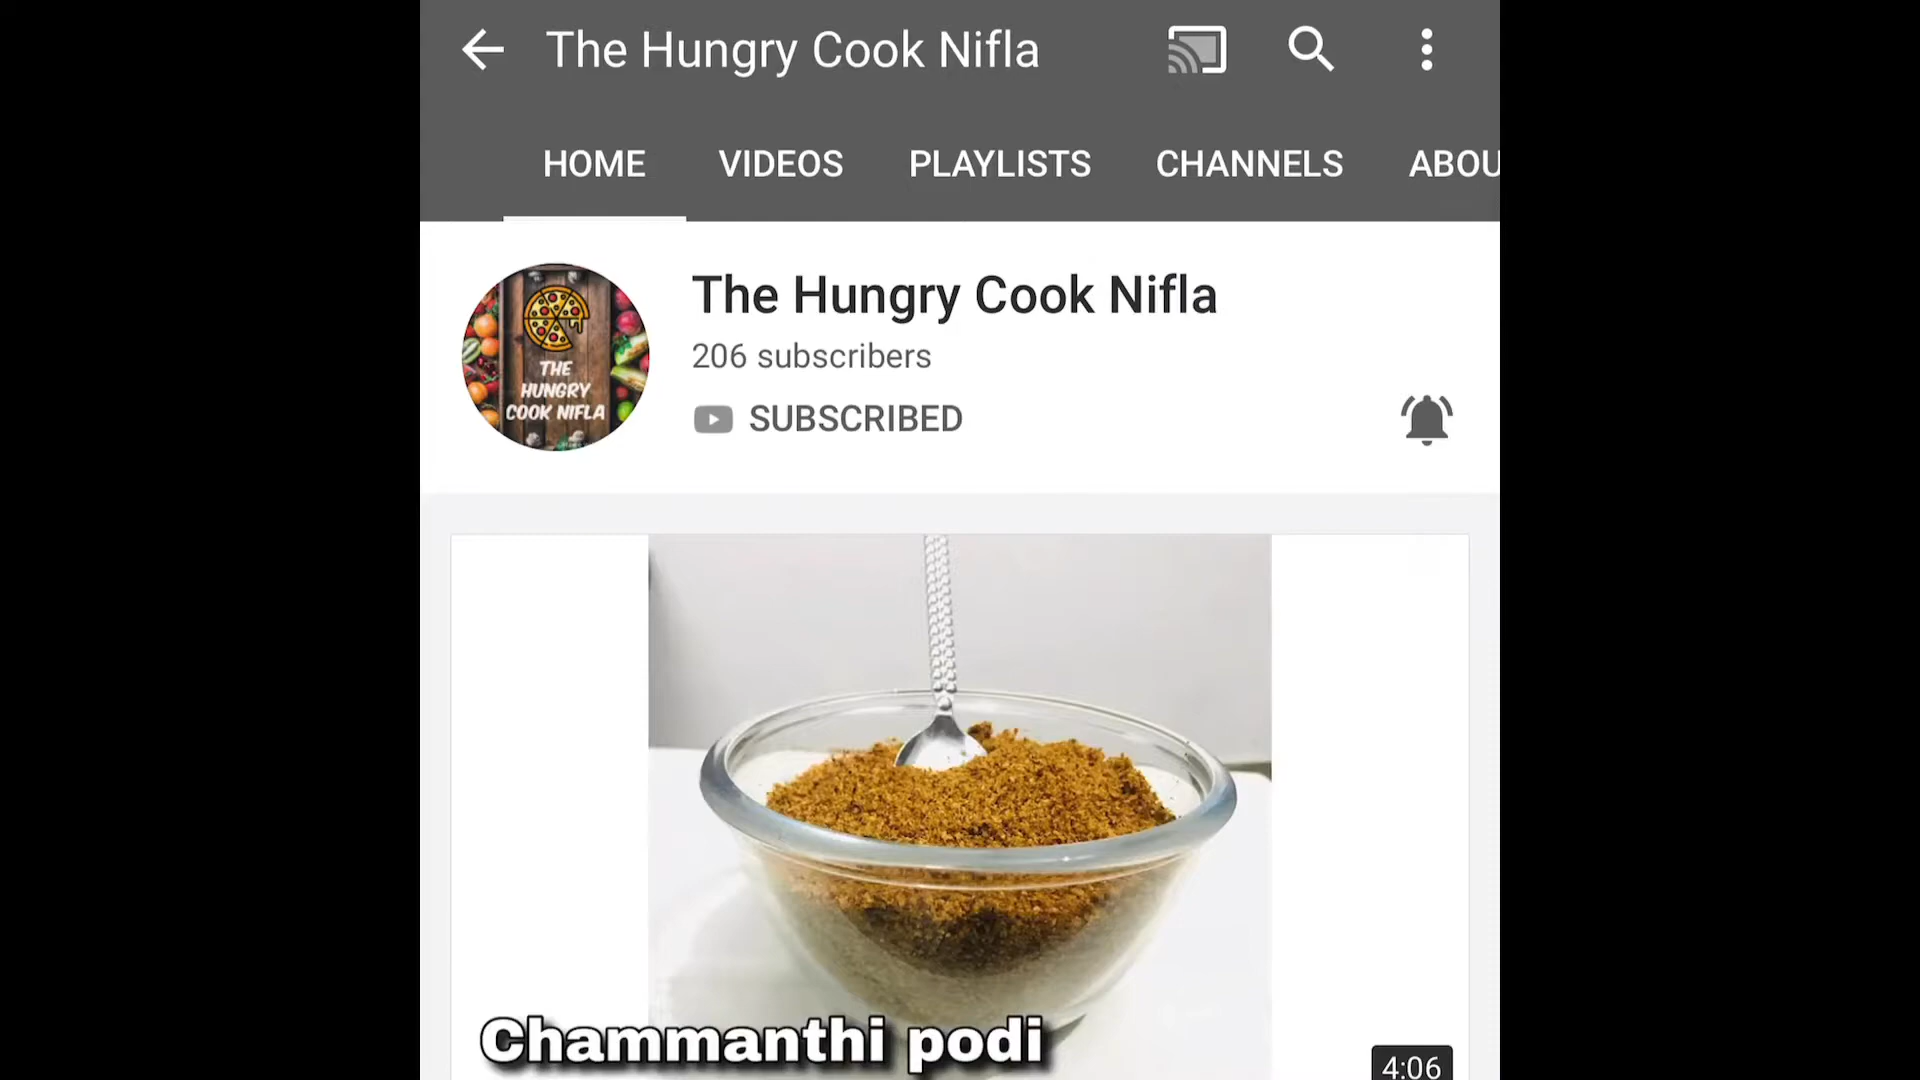 The Hungry Cook Nifla
HOME VIDEOS PLAYLISTS CHANNELS ABOU
THE
HUNGRY
COOK NIFLA
The Hungry Cook Nifla
206 subscribers
SUBSCRIBED
Chammanthi podi
4:06